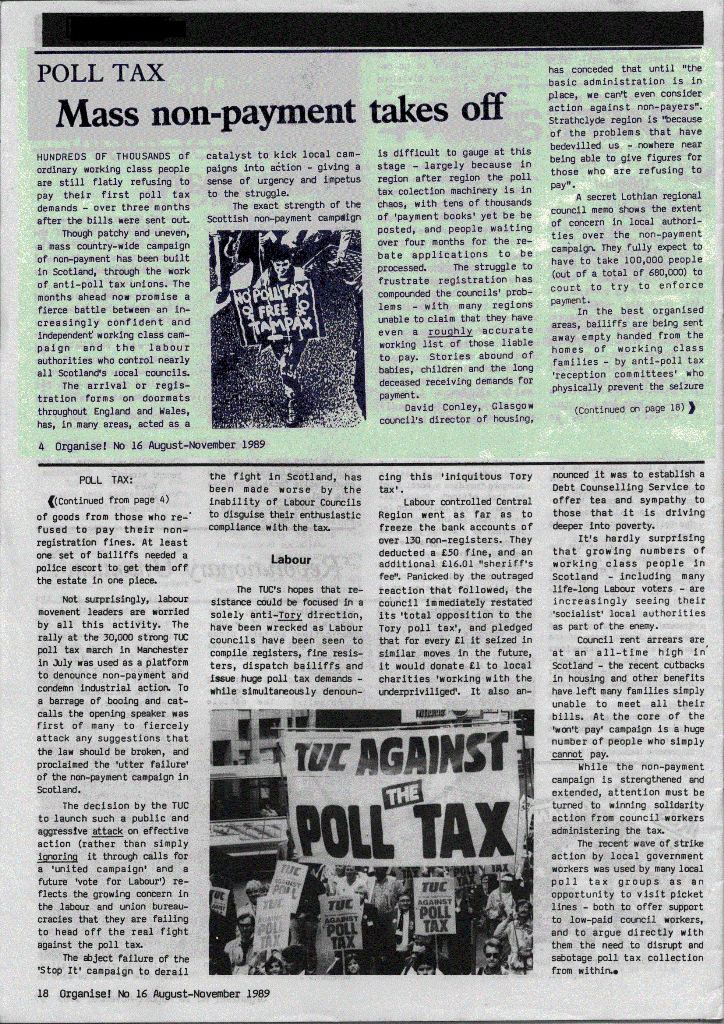 POLL TAX
Mass non-payment takes off
HUNDREDS OF THOUSANDS of
ordinary working class people
are still flatly refusing to
pay their first poll tax
demands - over three months
after the bills were sent out.
Though patchy and uneven,
a mass country-wide campaign
of non-payment has been built
in Scotland, through the work
of anti-poll tax unions. The
months ahead now promise a
fierce battle between an in-
creasingly confident and
independent working class cam-
paign and the labour
authorities who control nearly
all Scotland's local councils.
The arrival or regis-
tration forms on doormats
throughout England and Wales,
has, in many areas, acted as a
catalyst to kick local cam-
paigns into action - giving a
sense of urgency and impetus
to the struggle.
The exact strength of the
Scottish non-payment campaign
NO POLL TAX
FREE
TAMPAX
is difficult to gauge at this
stage - largely because in
region after region the poll
tax colection machinery is in
chaos, with tens of thousands
of 'payment books' yet be be
posted, and people waiting
over four months for the re-
bate applications to be
processed. The struggle to
frustrate registration has
compounded the councils' prob-
lems - with many regions
unable to claim that they have
even a roughly accurate
working list of those liable
to pay. Stories abound of
babies, children and the long
deceased receiving demands for
payment.
David Conley, Glasgow
council's director of housing,
has conceded that until "the
basic administration is in
place, we can't even consider
action against non-payers".
Strathclyde region is "because
of the problems that have
bedevilled us - nowhere near
being able to give figures for
those who are refusing to
pay".
A secret Lothian regional
council memo shows the extent
of concern in local authori-
ties over the non-payment
campaign. They fully expect to
have to take 100,000 people
(out of a total of 680,000) to
court to try to enforce
payment.
In the best organised
areas, bailiffs are being sent
away empty handed from the
homes of working class
families - by anti-poll tax
'reception committees' who
physically prevent the seizure
(Continued on page 18)
4 Organise! No 16 August-November 1989
POLL TAX:
(Continued from page 4)
of goods from those who re-
fused to pay their non-
registration fines. At least
one set of bailiffs needed a
police escort to get them off
the estate in one piece.
Not surprisingly, labour
movement leaders are worried
by all this activity. The
rally at the 30,000 strong TUC
poll tax march in Manchester
in July was used as a platform
to denounce non-payment and
condemn industrial action. To
a barrage of booing and cat-
calls the opening speaker was
first of many to fiercely
attack any suggestions that
the law should be broken, and
proclaimed the 'utter failure'
of the non-payment campaign in
Scotland.
The decision by the TUC
to launch such a public and
aggressive attack on effective
action (rather than simply
ignoring it through calls for
a 'united campaign' and a
future 'vote for Labour') re-
flects the growing concern in
the labour and union bureau-
cracies that they are failing
to head off the real fight
against the poll tax.
The abject failure of the
'Stop It' campaign to derail
the fight in Scotland, has
been made worse by the
inability of Labour Councils
to disguise their enthusiastic
compliance with the tax.
Labour
The TUC's hopes that re-
sistance could be focused in a
solely anti-Tory direction,
have been wrecked as Labour
councils have been seen to
compile registers, fine resis-
ters, dispatch bailiffs and
issue huge poll tax demands -
while simultaneously denoun-
cing this 'iniquitous Tory
tax'.
Labour controlled Central
Region went as far as to
freeze the bank accounts of
over 130 non-registers. They
deducted a £50 fine, and an
additional £16.01 "sheriff's
fee". Panicked by the outraged
reaction that followed, the
council immediately restated
its 'total opposition to the
Tory poll tax', and pledged
that for every £1 it seized in
similar moves in the future,
it would donate £1 to local
charities 'working with the
underpriviliged'. It also an-
TUC AGAINST
THE
POLL TAX
TUC
AGAINST
POLL
TAX
TUC
AGAINST
POLL
TAX
TUC
AGAINST
POLL
TAX
nounced it was to establish a
Debt Counselling Service to
offer tea and sympathy to
those that it is driving
deeper into poverty.
It's hardly surprising
that growing numbers of
working class people in
Scotland - including many
life-long Labour voters - are
increasingly seeing their
'socialist' local authorities
as part of the enemy.
Council rent arrears are
at an all-time high in
Scotland - the recent cutbacks
in housing and other benefits
have left many families simply
unable to meet all their
bills. At the core of the
'won't pay' campaign is a huge
number of people who simply
cannot pay.
While the non-payment
campaign is strengthened and
extended, attention must be
turned to winning solidarity
action from council workers
administering the tax.
The recent wave of strike
action by local government
workers was used by many local
poll tax groups as an
opportunity to visit picket
lines - both to offer support
to low-paid council workers,
and to argue directly with
them the need to disrupt and
sabotage poll tax collection
from within.
18 Organise! No 16 August-November 1989